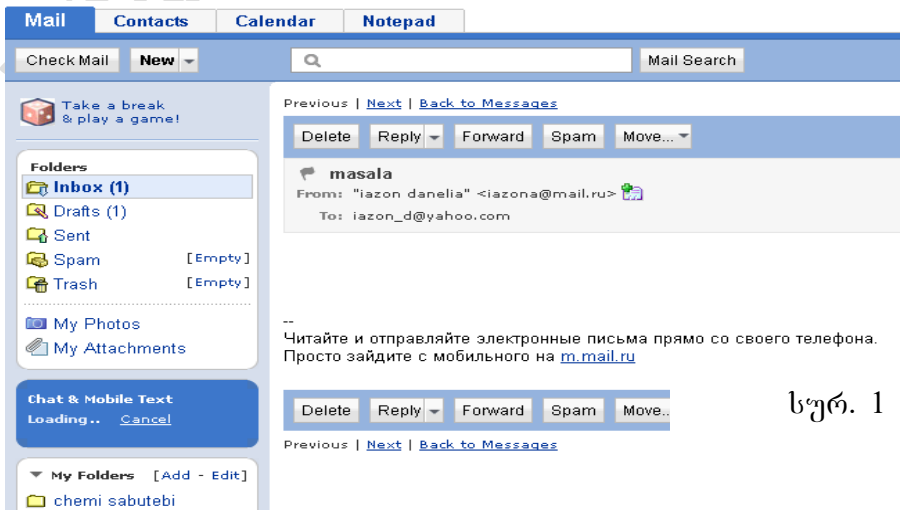 Mail Contacts Calendar Notepad
Check Mail New Mail Search
Take a break
& play a game!
Folders
Inbox (1)
Drafts (1)
Sent
Spam [Empty]
Trash [Empty]
My Photos
My Attachments
Chat & Mobile Text
Loading.. Cancel
My Folders [Add - Edit]
chemi sabutebi
Previous | Next | Back to Messages
Delete Reply Forward Spam Move...
masala
From: "iazon danelia" <iazona@mail.ru>
To: iazon_d@yahoo.com
--
Читайте и отправляйте электронные письма прямо со своего телефона.
Просто зайдите с мобильного на m.mail.ru
Delete Reply Forward Spam Move..
Previous | Next | Back to Messages
სურ. 1